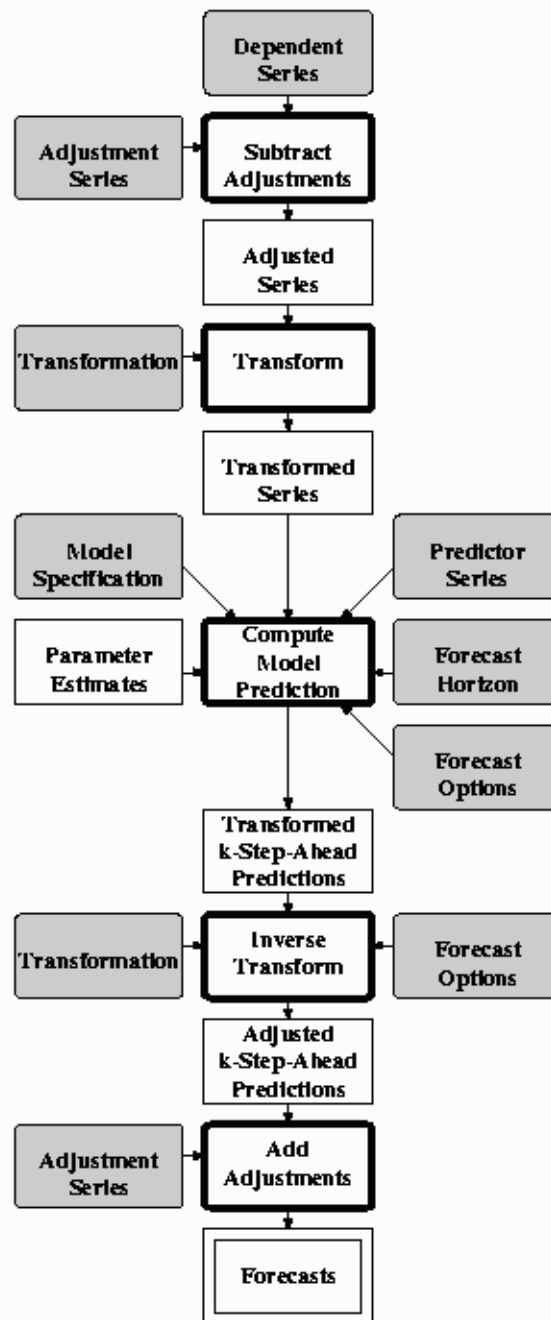 Dependent
Series
Adjustment
Series
Subtract
Adjustments
Adjusted
Series
Transformation
Transform
Transformed
Series
Model
Specification
Predictor
Series
Parameter
Estimates
Compute
Model
Prediction
Forecast
Horizon
Forecast
Options
Transformed
k-Step-Ahead
Predictions
Transformation
Inverse
Transform
Forecast
Options
Adjusted
k-Step-Ahead
Predictions
Adjustment
Series
Add
Adjustments
Forecasts